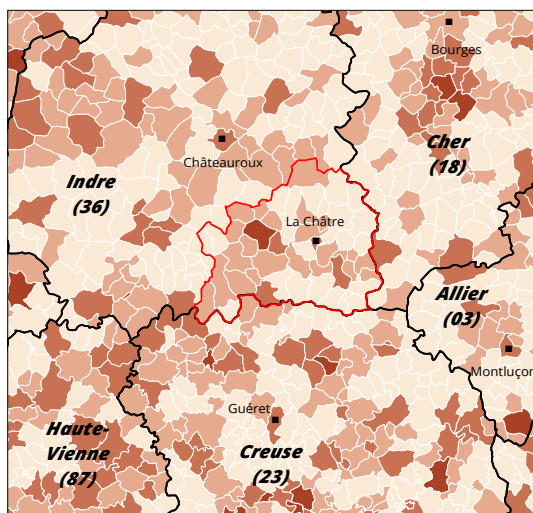 Bourges
Cher
(18)
Châteauroux
Indre
(36)
La Châtre
Allier
(03)
Montluçon
Guéret
Haute-
Vienne
(87)
Creuse
(23)